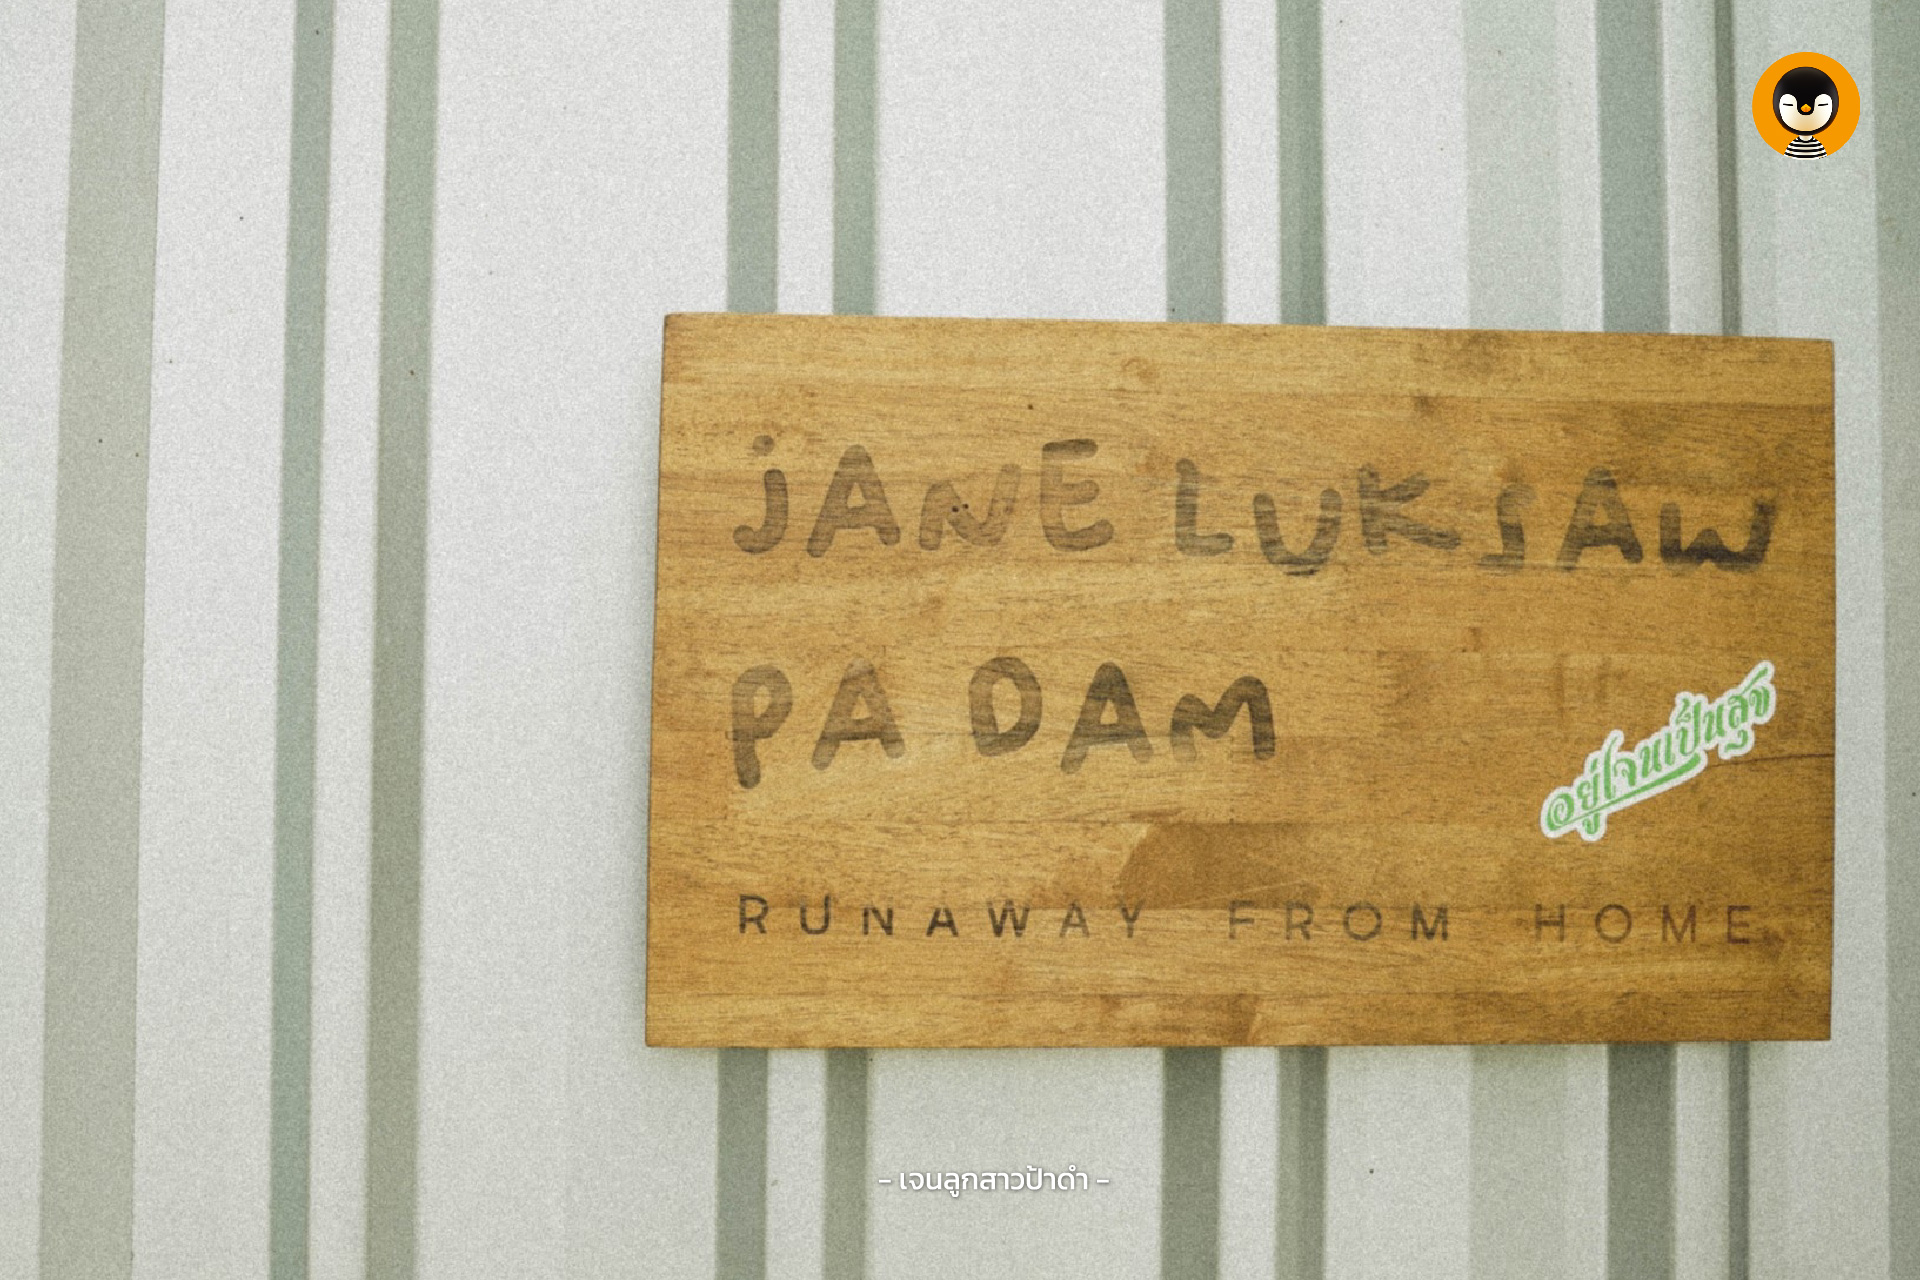 jANE LUKSAW
PA DAM
อยู่ใจนเป็นสุข
RUNAWAY FROM HOME
- เจนลูกสาวป้าดำ -